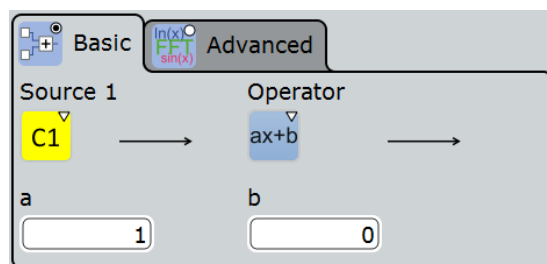 Basic
ln(x)
FFT
sin(x)
Advanced
Source 1
Operator
C1
ax+b
a
b
1
0